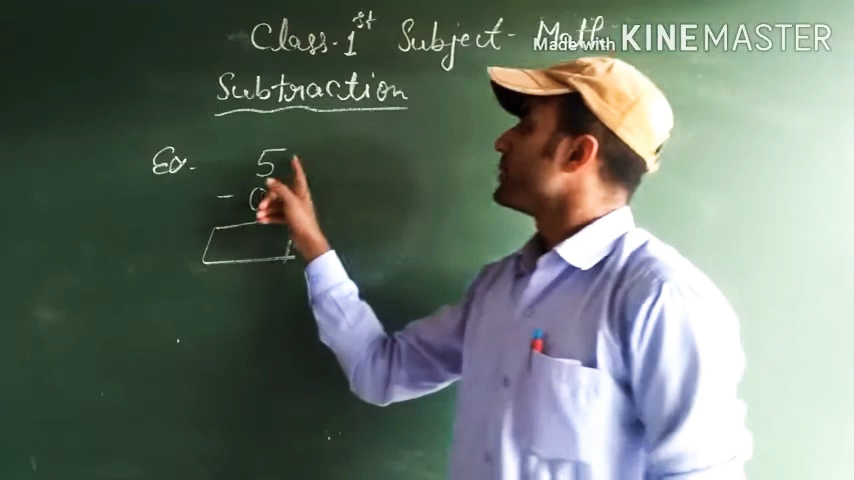 Class-1st Subject- Math
Made with KINEMASTER
Subtraction
Ex. 5
- 0